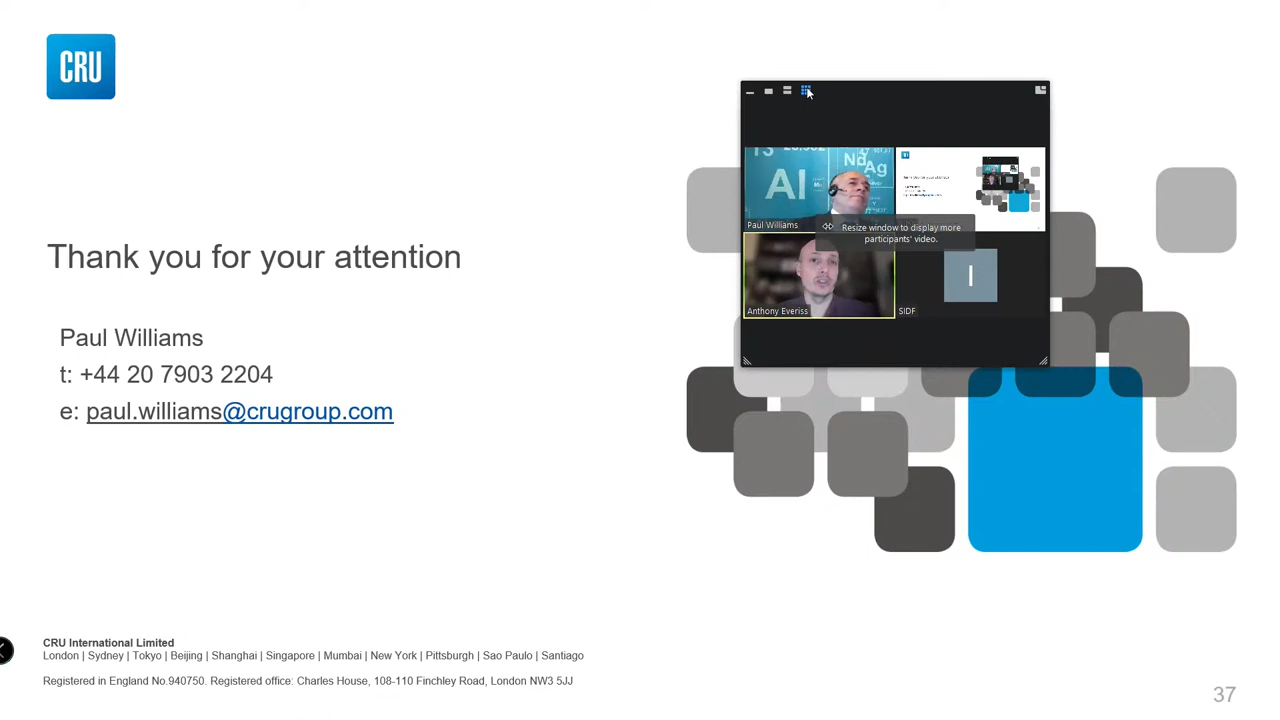 CRU
Al
Nd
Ag
Paul Williams
Resize window to display more
participants' video.
Anthony Everiss
I
SIDF
Thank you for your attention
Paul Williams
t: +44 20 7903 2204
e: paul.williams@crugroup.com
CRU International Limited
London | Sydney | Tokyo | Beijing | Shanghai | Singapore | Mumbai | New York | Pittsburgh | Sao Paulo | Santiago
Registered in England No.940750. Registered office: Charles House, 108-110 Finchley Road, London NW3 5JJ
37